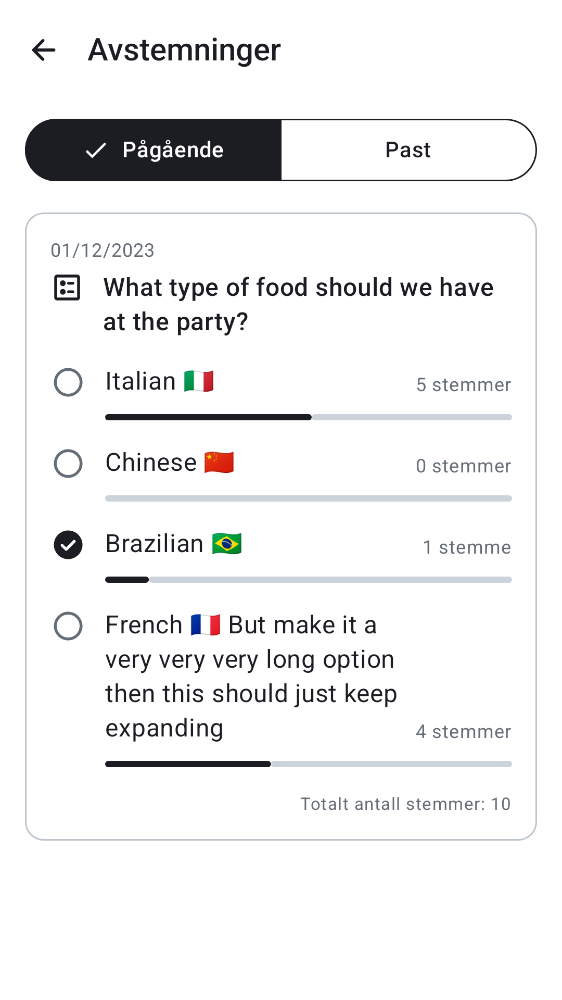 Avstemninger
Pågående
Past
01/12/2023
What type of food should we have
at the party?
Italian 🇮🇹
5 stemmer
Chinese 🇨🇳
0 stemmer
Brazilian 🇧🇷
1 stemme
French 🇫🇷 But make it a
very very very long option
then this should just keep
expanding
4 stemmer
Totalt antall stemmer: 10